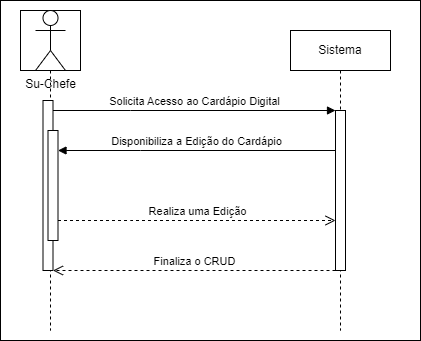 Su-Chefe
Sistema
Solicita Acesso ao Cardápio Digital
Disponibiliza a Edição do Cardápio
Realiza uma Edição
Finaliza o CRUD